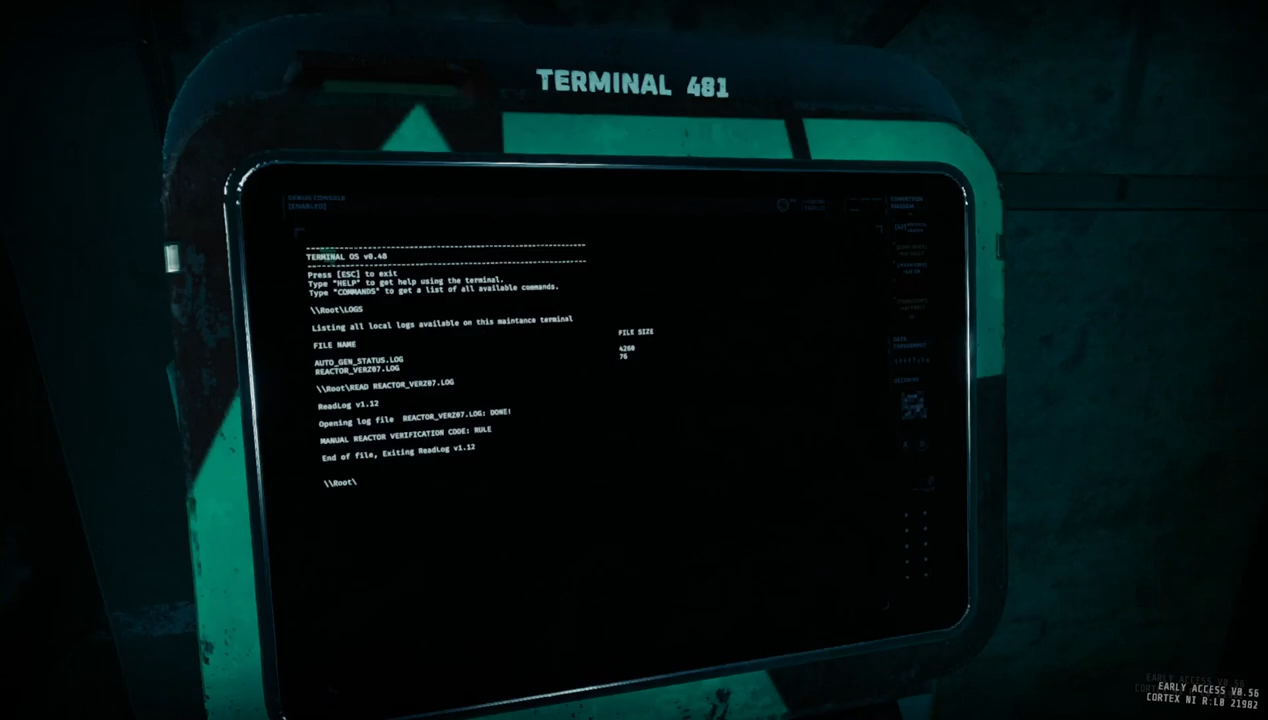 TERMINAL 481
DEBUG CONSOLE
[ENABLED]
TERMINAL OS v0.48
Press [ESC] to exit
Type "HELP" to get help using the terminal.
Type "COMMANDS" to get a list of all available commands.
\\Root\LOGS
Listing all local logs available on this maintance terminal
FILE NAME FILE SIZE
AUTO_GEN_STATUS.LOG 4260
REACTOR_VERZ07.LOG 76
\\Root\READ REACTOR_VERZ07.LOG
ReadLog v1.12
Opening log file REACTOR_VERZ07.LOG: DONE!
MANUAL REACTOR VERIFICATION CODE: RULE
End of file, Exiting ReadLog v1.12
\\Root\
EARLY ACCESS V0.56
CORTEX NI R:L0 21982